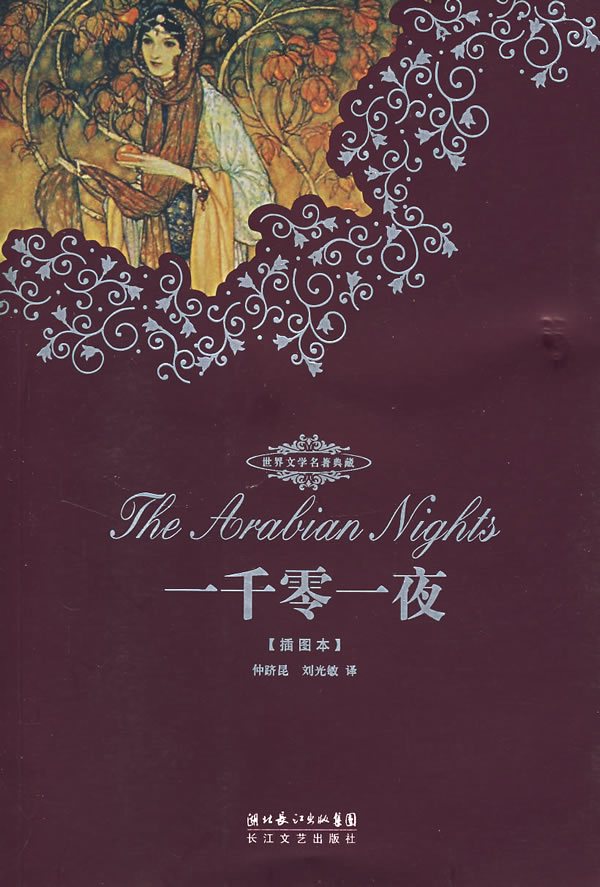 世界文学名著典藏
The Arabian Nights
一千零一夜
【插图本】
仲跻昆 刘光敏 译
湖北长江出版集团
长江文艺出版社